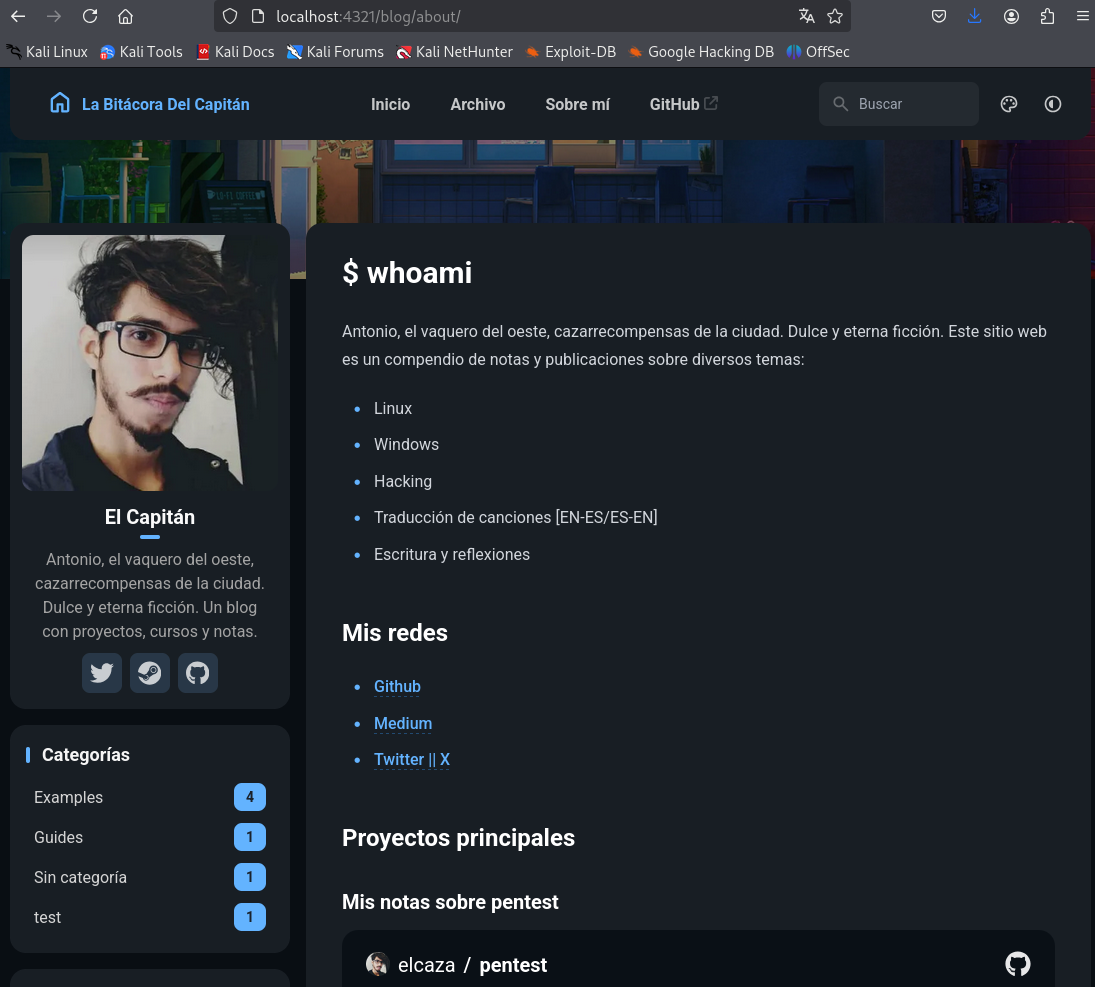 localhost:4321/blog/about/
Kali Linux Kali Tools Kali Docs Kali Forums Kali NetHunter Exploit-DB Google Hacking DB OffSec
La Bitácora Del Capitán Inicio Archivo Sobre mí GitHub Buscar
LO-FI COFFEE
El Capitán
Antonio, el vaquero del oeste,
cazarrecompensas de la ciudad.
Dulce y eterna ficción. Un blog
con proyectos, cursos y notas.
Categorías
Examples 4
Guides 1
Sin categoría 1
test 1
$ whoami
Antonio, el vaquero del oeste, cazarrecompensas de la ciudad. Dulce y eterna ficción. Este sitio web
es un compendio de notas y publicaciones sobre diversos temas:
Linux
Windows
Hacking
Traducción de canciones [EN-ES/ES-EN]
Escritura y reflexiones
Mis redes
Github
Medium
Twitter || X
Proyectos principales
Mis notas sobre pentest
elcaza / pentest